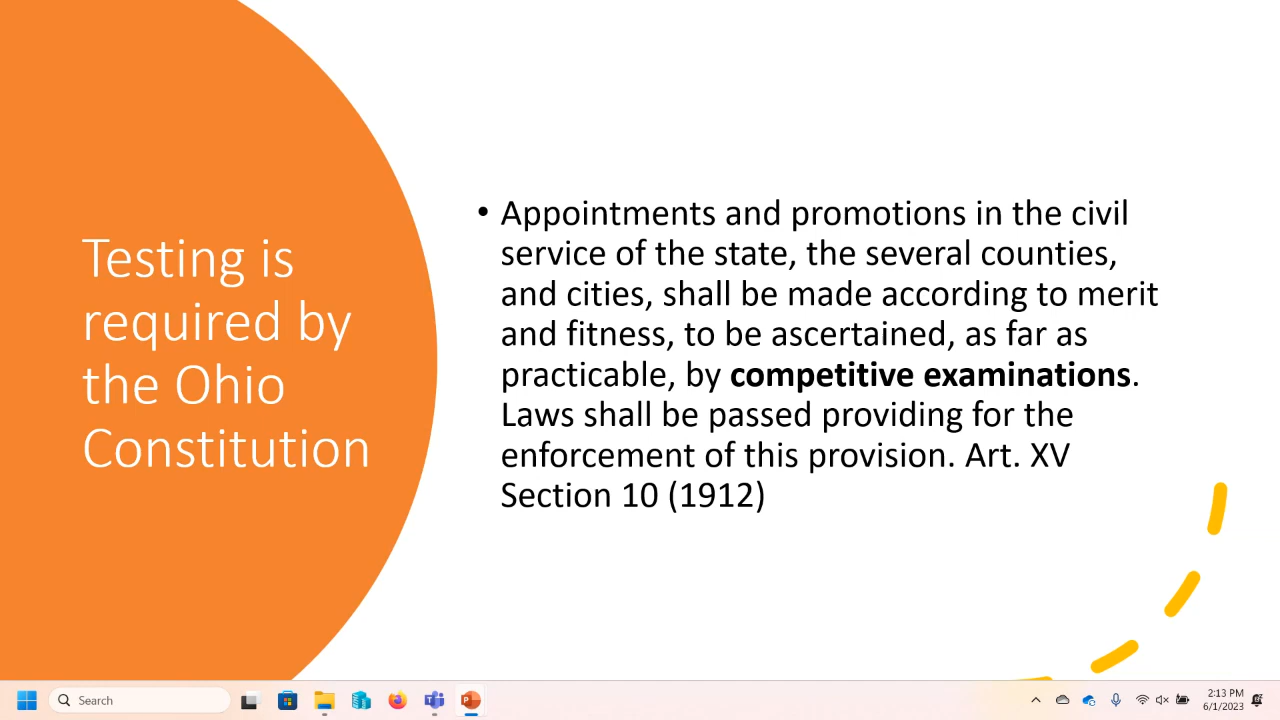 Testing is
required by
the Ohio
Constitution
• Appointments and promotions in the civil
service of the state, the several counties,
and cities, shall be made according to merit
and fitness, to be ascertained, as far as
practicable, by competitive examinations.
Laws shall be passed providing for the
enforcement of this provision. Art. XV
Section 10 (1912)
Search
2:13 PM
6/1/2023